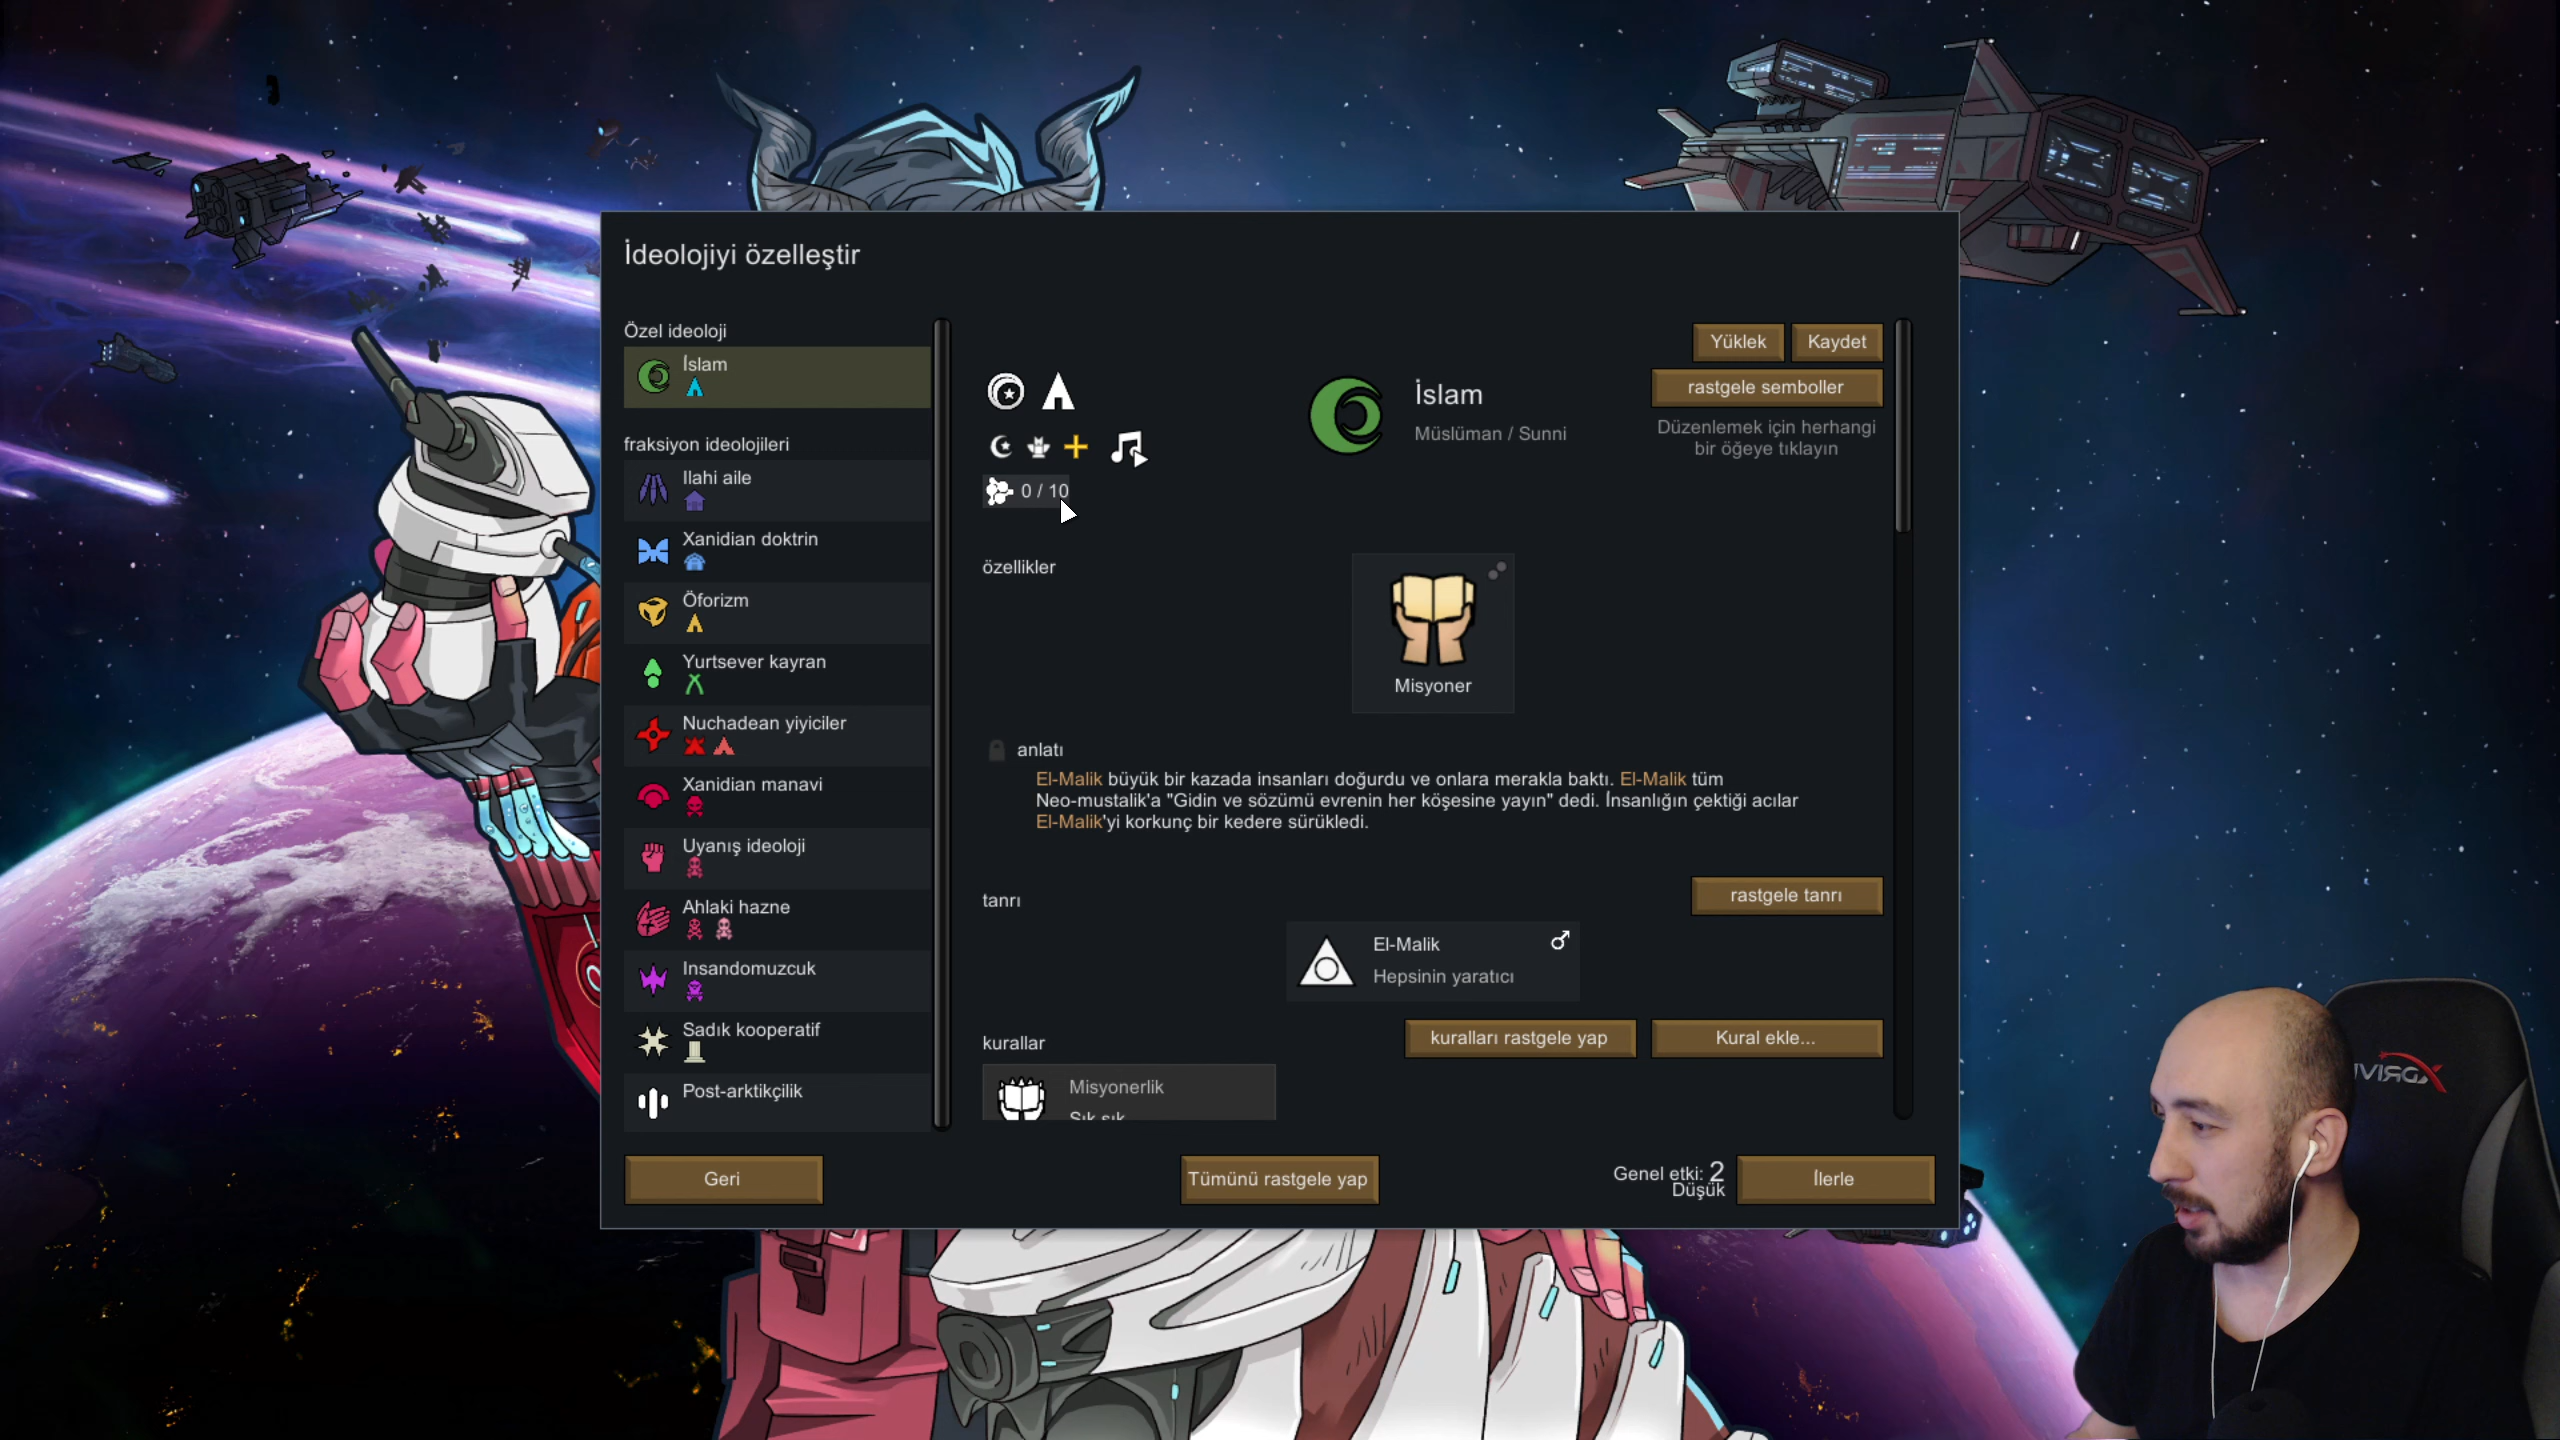 İdeolojiyi özelleştir
Özel ideoloji
İslam
fraksiyon ideolojileri
Ilahi aile
Xanidian doktrin
Öforizm
Yurtsever kayran
Nuchadean yiyiciler
Xanidian manavi
Uyanış ideoloji
Ahlaki hazne
Insandomuzcuk
Sadık kooperatif
Post-arktikçilik
0 / 10
İslam
Müslüman / Sunni
Yüklek
Kaydet
rastgele semboller
Düzenlemek için herhangi
bir öğeye tıklayın
özellikler
Misyoner
anlatı
El-Malik büyük bir kazada insanları doğurdu ve onlara merakla baktı. El-Malik tüm
Neo-mustalik'a "Gidin ve sözümü evrenin her köşesine yayın" dedi. İnsanlığın çektiği acılar
El-Malik'yi korkunç bir kedere sürükledi.
tanrı
rastgele tanrı
El-Malik
Hepsinin yaratıcı
kurallar
kuralları rastgele yap
Kural ekle...
Misyonerlik
Sık sık
Geri
Tümünü rastgele yap
Genel etki: 2
Düşük
İlerle